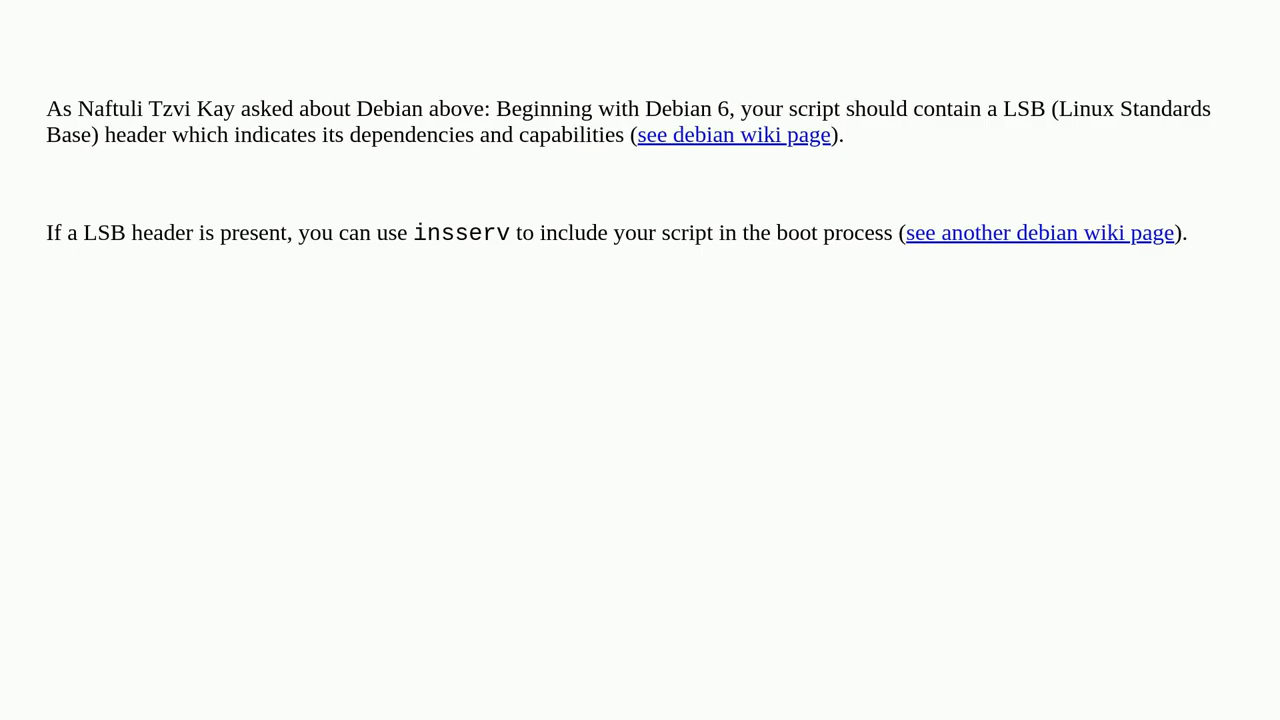 As Naftuli Tzvi Kay asked about Debian above: Beginning with Debian 6, your script should contain a LSB (Linux Standards
Base) header which indicates its dependencies and capabilities (see debian wiki page).
If a LSB header is present, you can use insserv to include your script in the boot process (see another debian wiki page).